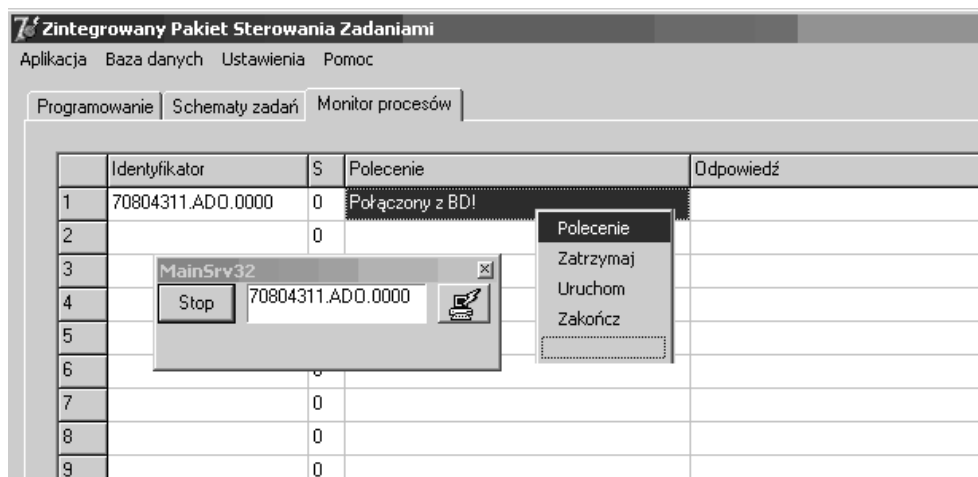 Zintegrowany Pakiet Sterowania Zadaniami
Aplikacja Baza danych Ustawienia Pomoc
Programowanie Schematy zadań Monitor procesów
Identyfikator S Polecenie Odpowiedź
1 70804311.ADO.0000 0 Połączony z BD!
2 0
3
4
5
6 0
7 0
8 0
9 0
MainSrv32
Stop 70804311.ADO.0000
Polecenie
Zatrzymaj
Uruchom
Zakończ